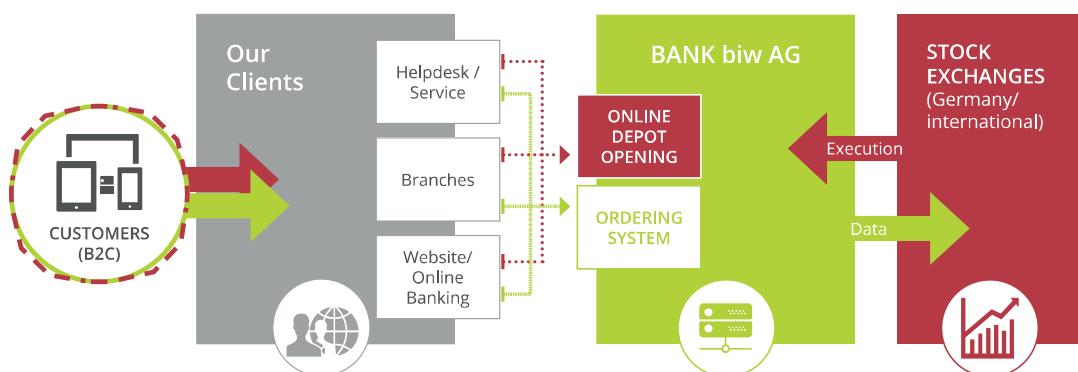 Our
Clients
CUSTOMERS
(B2C)
Helpdesk /
Service
Branches
Website/
Online
Banking
BANK biw AG
ONLINE
DEPOT
OPENING
ORDERING
SYSTEM
Execution
Data
STOCK
EXCHANGES
(Germany/
international)